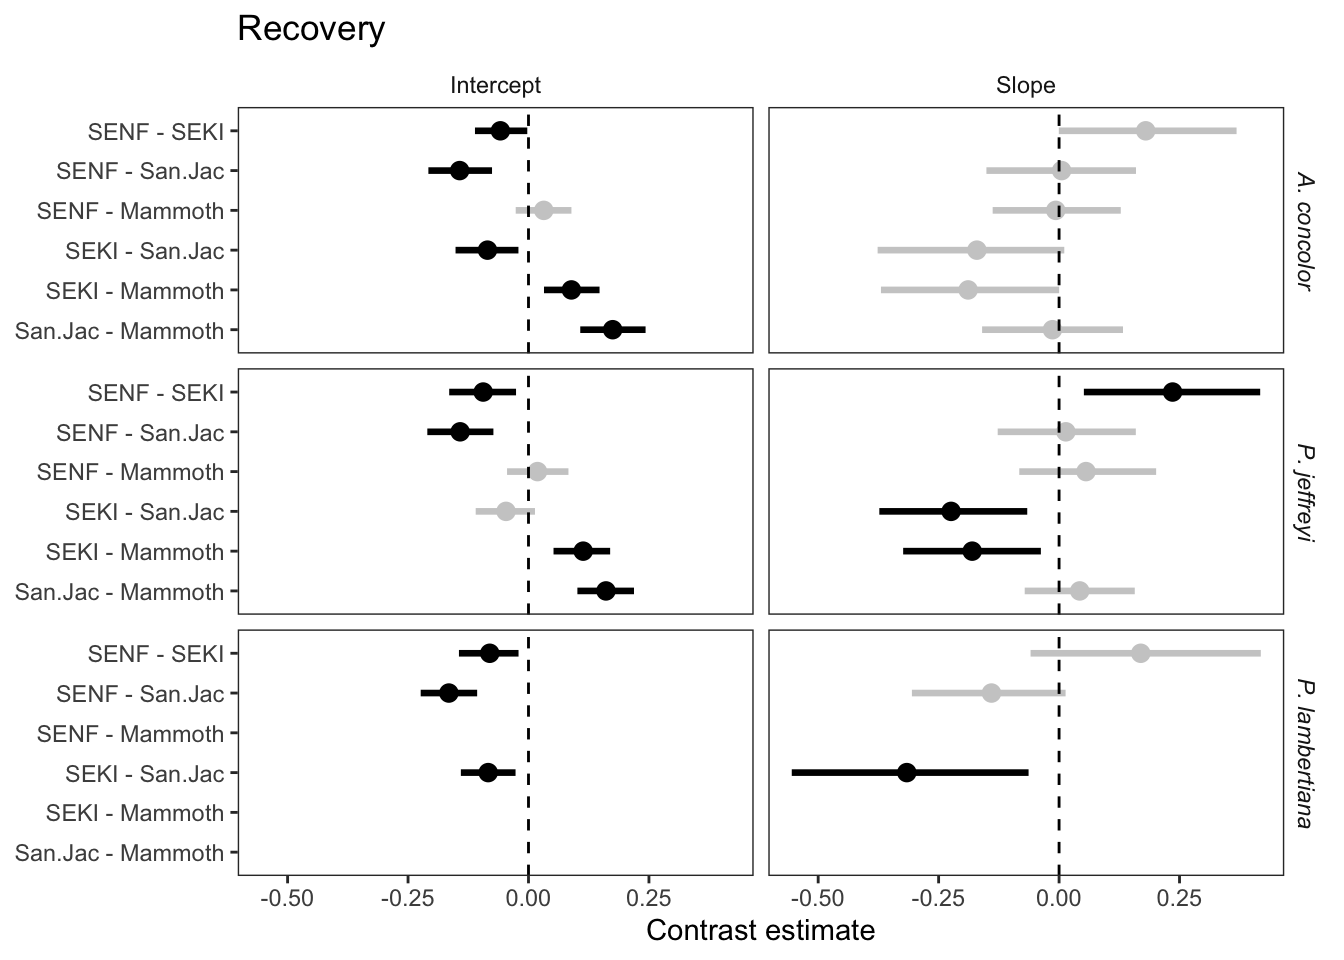 Recovery
Intercept
Slope
SENF - SEKI
SENF - San.Jac
SENF - Mammoth
SEKI - San.Jac
SEKI - Mammoth
San.Jac - Mammoth
A. concolor
SENF - SEKI
SENF - San.Jac
SENF - Mammoth
SEKI - San.Jac
SEKI - Mammoth
San.Jac - Mammoth
P. jeffreyi
SENF - SEKI
SENF - San.Jac
SENF - Mammoth
SEKI - San.Jac
SEKI - Mammoth
San.Jac - Mammoth
P. lambertiana
-0.50 -0.25 0.00 0.25
-0.50 -0.25 0.00 0.25
Contrast estimate